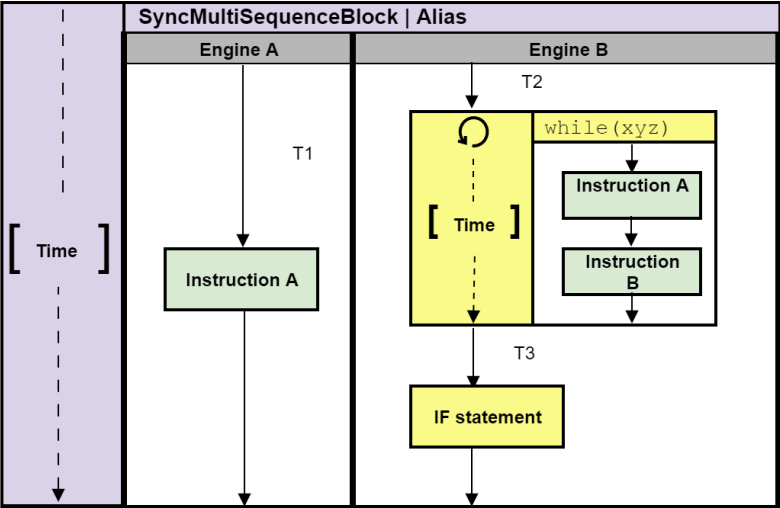 SyncMultiSequenceBlock | Alias
Engine A
Engine B
T2
while(xyz)
T1
Instruction A
[ Time ]
[ Time ]
Instruction A
Instruction
B
T3
IF statement